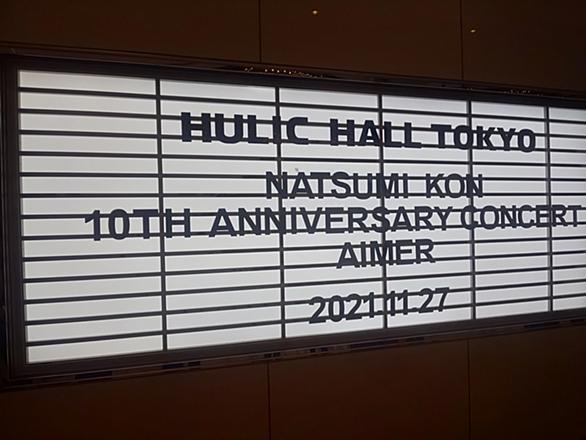 HULIC HALL TOKYO
NATSUMI KON
10TH ANNIVERSARY CONCERT
AIMER
2021.11.27